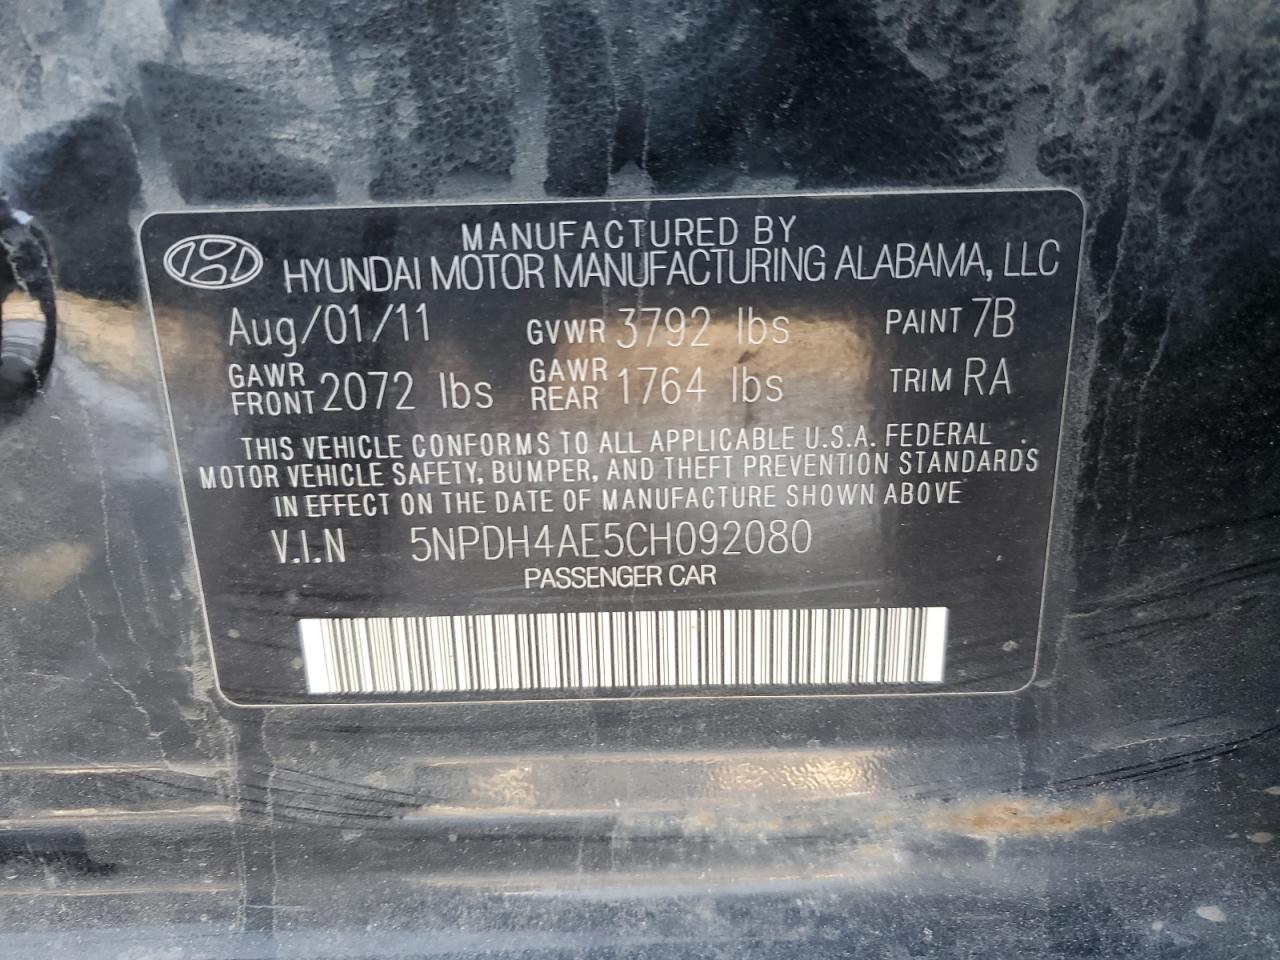 MANUFACTURED BY
HYUNDAI MOTOR MANUFACTURING ALABAMA, LLC
Aug/01/11 GVWR 3792 lbs PAINT 7B
GAWR FRONT 2072 lbs GAWR REAR 1764 lbs TRIM RA
THIS VEHICLE CONFORMS TO ALL APPLICABLE U.S.A. FEDERAL
MOTOR VEHICLE SAFETY, BUMPER, AND THEFT PREVENTION STANDARDS
IN EFFECT ON THE DATE OF MANUFACTURE SHOWN ABOVE
V.I.N 5NPDH4AE5CH092080
PASSENGER CAR